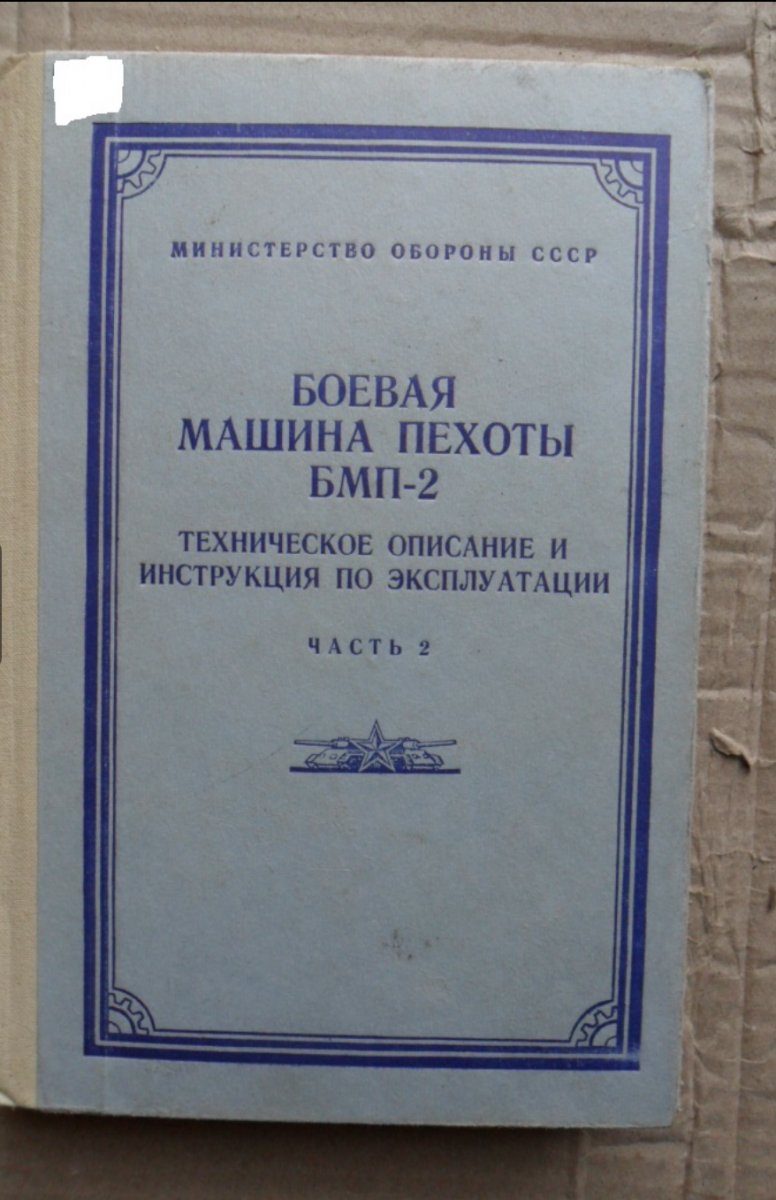 МИНИСТЕРСТВО ОБОРОНЫ СССР
БОЕВАЯ
МАШИНА ПЕХОТЫ
БМП-2
ТЕХНИЧЕСКОЕ ОПИСАНИЕ И
ИНСТРУКЦИЯ ПО ЭКСПЛУАТАЦИИ
ЧАСТЬ 2